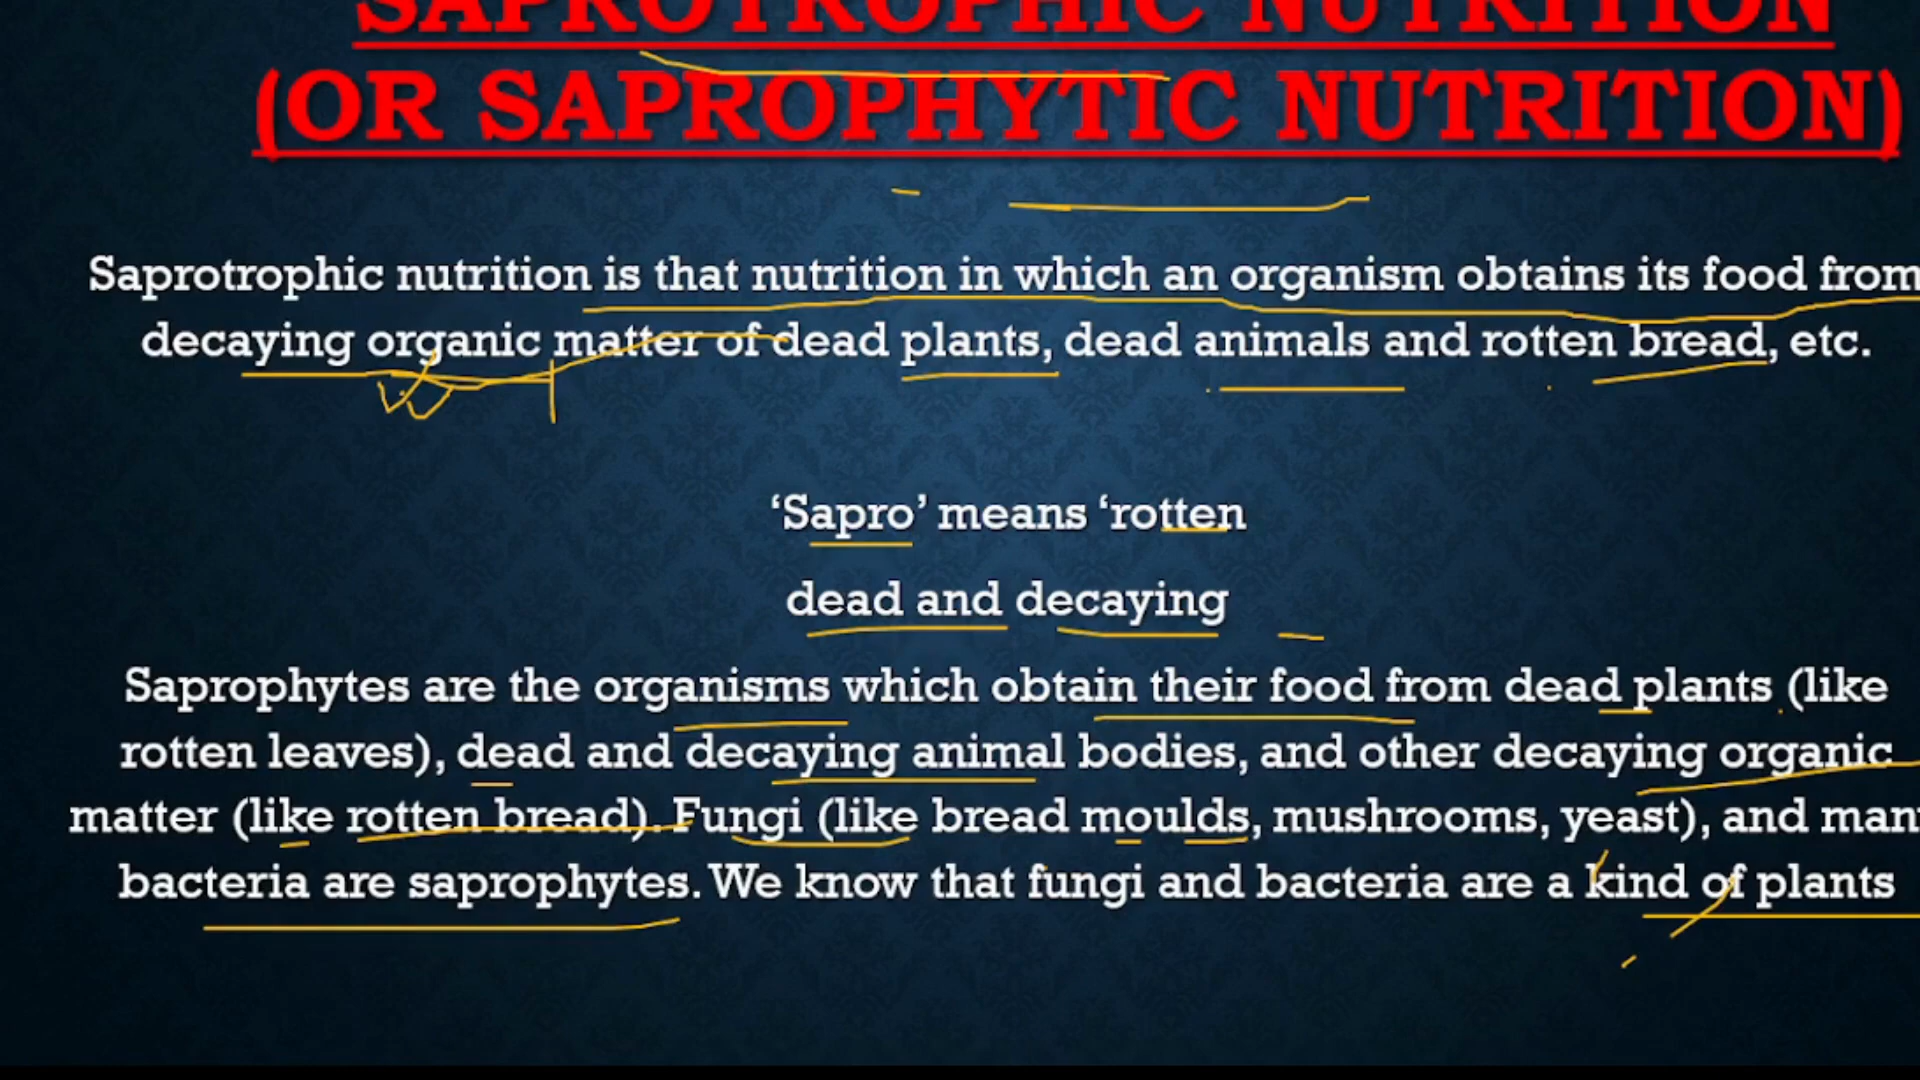 SAPROTROPHIC NUTRITION
(OR SAPROPHYTIC NUTRITION)
Saprotrophic nutrition is that nutrition in which an organism obtains its food from
decaying organic matter of dead plants, dead animals and rotten bread, etc.
‘Sapro’ means ‘rotten
dead and decaying
Saprophytes are the organisms which obtain their food from dead plants (like
rotten leaves), dead and decaying animal bodies, and other decaying organic
matter (like rotten bread). Fungi (like bread moulds, mushrooms, yeast), and man
bacteria are saprophytes. We know that fungi and bacteria are a kind of plants